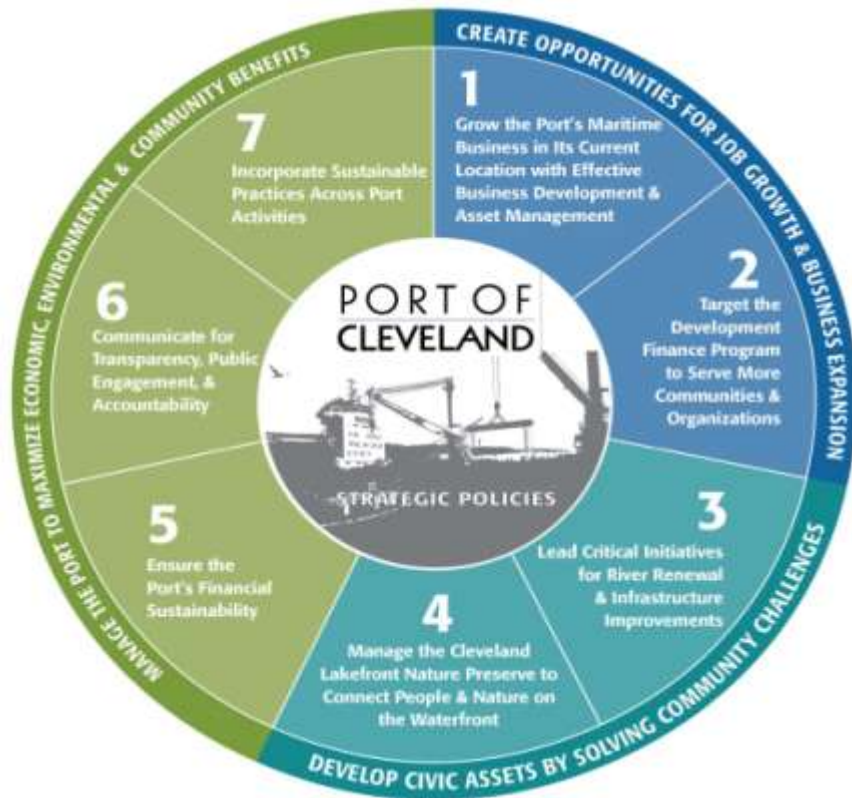 CREATE OPPORTUNITIES FOR JOB GROWTH & BUSINESS EXPANSION
1
Grow the Port's Maritime
Business in Its Current
Location with Effective
Business Development &
Asset Management
2
Target the
Development
Finance Program
to Serve More
Communities &
Organizations
DEVELOP CIVIC ASSETS BY SOLVING COMMUNITY CHALLENGES
3
Lead Critical Initiatives
for River Renewal
& Infrastructure
Improvements
4
Manage the Cleveland
Lakefront Nature Preserve to
Connect People & Nature on
the Waterfront
MANAGE THE PORT TO MAXIMIZE ECONOMIC, ENVIRONMENTAL & COMMUNITY BENEFITS
5
Ensure the
Port's Financial
Sustainability
6
Communicate for
Transparency, Public
Engagement, &
Accountability
7
Incorporate Sustainable
Practices Across Port
Activities
PORT OF
CLEVELAND
STRATEGIC POLICIES